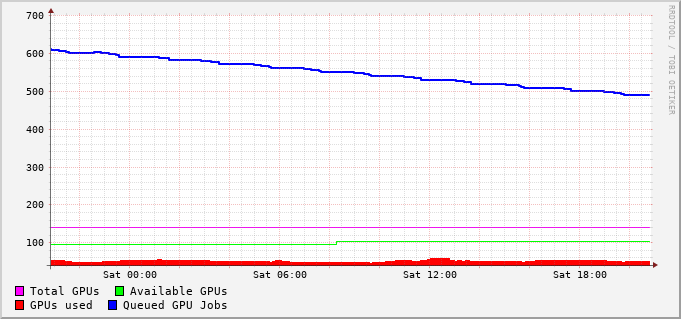 700
600
500
400
300
200
100
Sat 00:00 Sat 06:00 Sat 12:00 Sat 18:00
Total GPUs Available GPUs
GPUs used Queued GPU Jobs
RRDTOOL / TOBI OETIKER